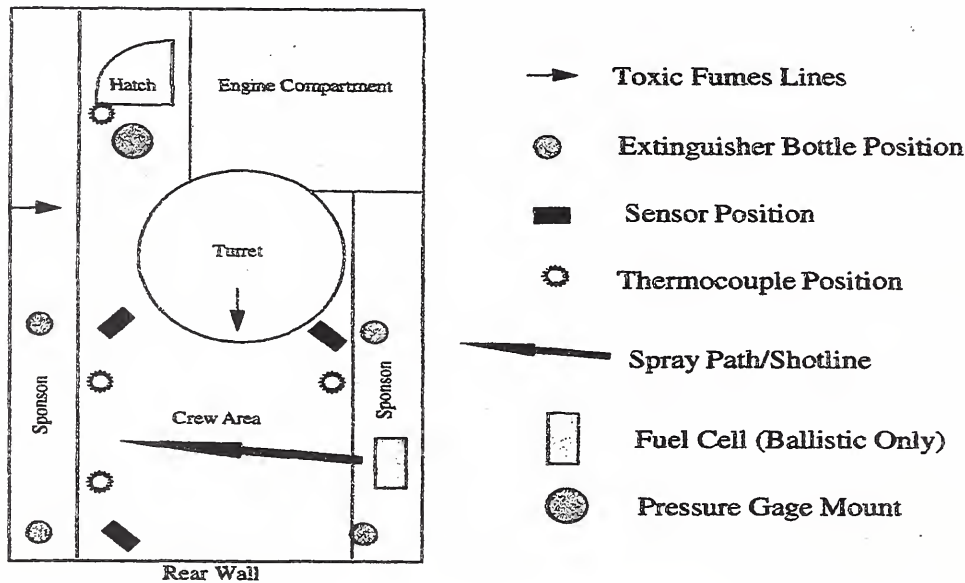 Hatch
Engine Compartment
Turret
Sponson
Sponson
Crew Area
Rear Wall
Toxic Fumes Lines
Extinguisher Bottle Position
Sensor Position
Thermocouple Position
Spray Path/Shotline
Fuel Cell (Ballistic Only)
Pressure Gage Mount